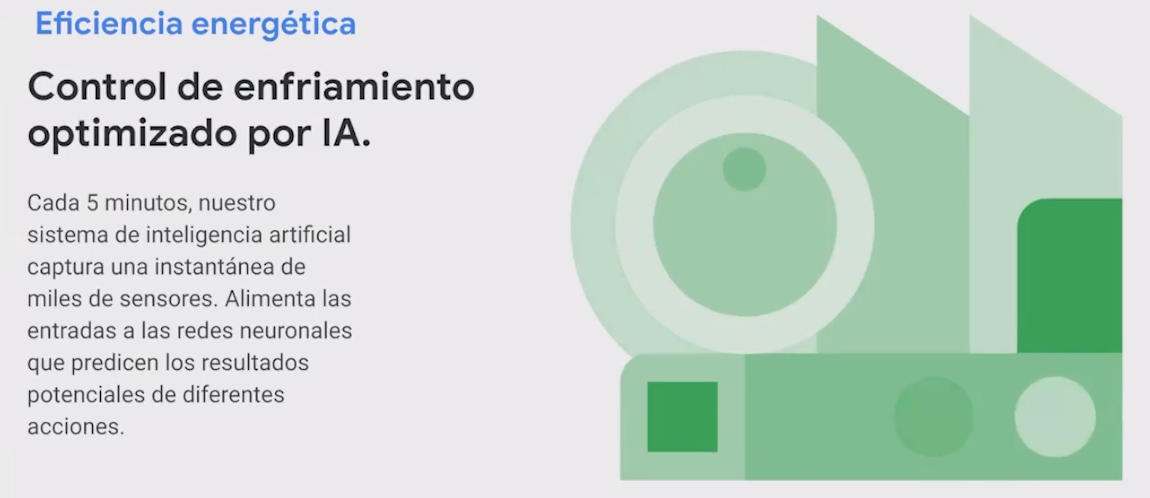 Eficiencia energética
Control de enfriamiento
optimizado por IA.
Cada 5 minutos, nuestro
sistema de inteligencia artificial
captura una instantánea de
miles de sensores. Alimenta las
entradas a las redes neuronales
que predicen los resultados
potenciales de diferentes
acciones.